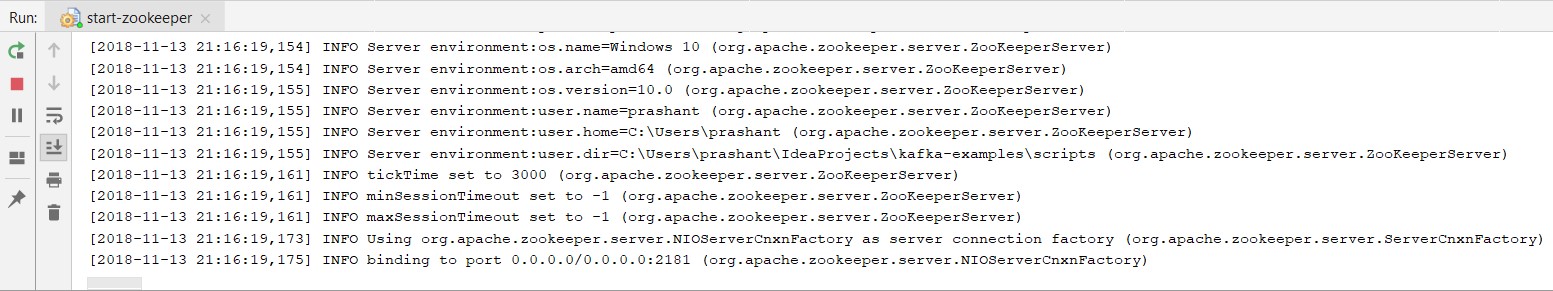 Run: start-zookeeper
[2018-11-13 21:16:19,154] INFO Server environment:os.name=Windows 10 (org.apache.zookeeper.server.ZooKeeperServer)
[2018-11-13 21:16:19,154] INFO Server environment:os.arch=amd64 (org.apache.zookeeper.server.ZooKeeperServer)
[2018-11-13 21:16:19,155] INFO Server environment:os.version=10.0 (org.apache.zookeeper.server.ZooKeeperServer)
[2018-11-13 21:16:19,155] INFO Server environment:user.name=prashant (org.apache.zookeeper.server.ZooKeeperServer)
[2018-11-13 21:16:19,155] INFO Server environment:user.home=C:\Users\prashant (org.apache.zookeeper.server.ZooKeeperServer)
[2018-11-13 21:16:19,155] INFO Server environment:user.dir=C:\Users\prashant\IdeaProjects\kafka-examples\scripts (org.apache.zookeeper.server.ZooKeeperServer)
[2018-11-13 21:16:19,161] INFO tickTime set to 3000 (org.apache.zookeeper.server.ZooKeeperServer)
[2018-11-13 21:16:19,161] INFO minSessionTimeout set to -1 (org.apache.zookeeper.server.ZooKeeperServer)
[2018-11-13 21:16:19,161] INFO maxSessionTimeout set to -1 (org.apache.zookeeper.server.ZooKeeperServer)
[2018-11-13 21:16:19,173] INFO Using org.apache.zookeeper.server.NIOServerCnxnFactory as server connection factory (org.apache.zookeeper.server.ServerCnxnFactory)
[2018-11-13 21:16:19,175] INFO binding to port 0.0.0.0/0.0.0.0:2181 (org.apache.zookeeper.server.NIOServerCnxnFactory)